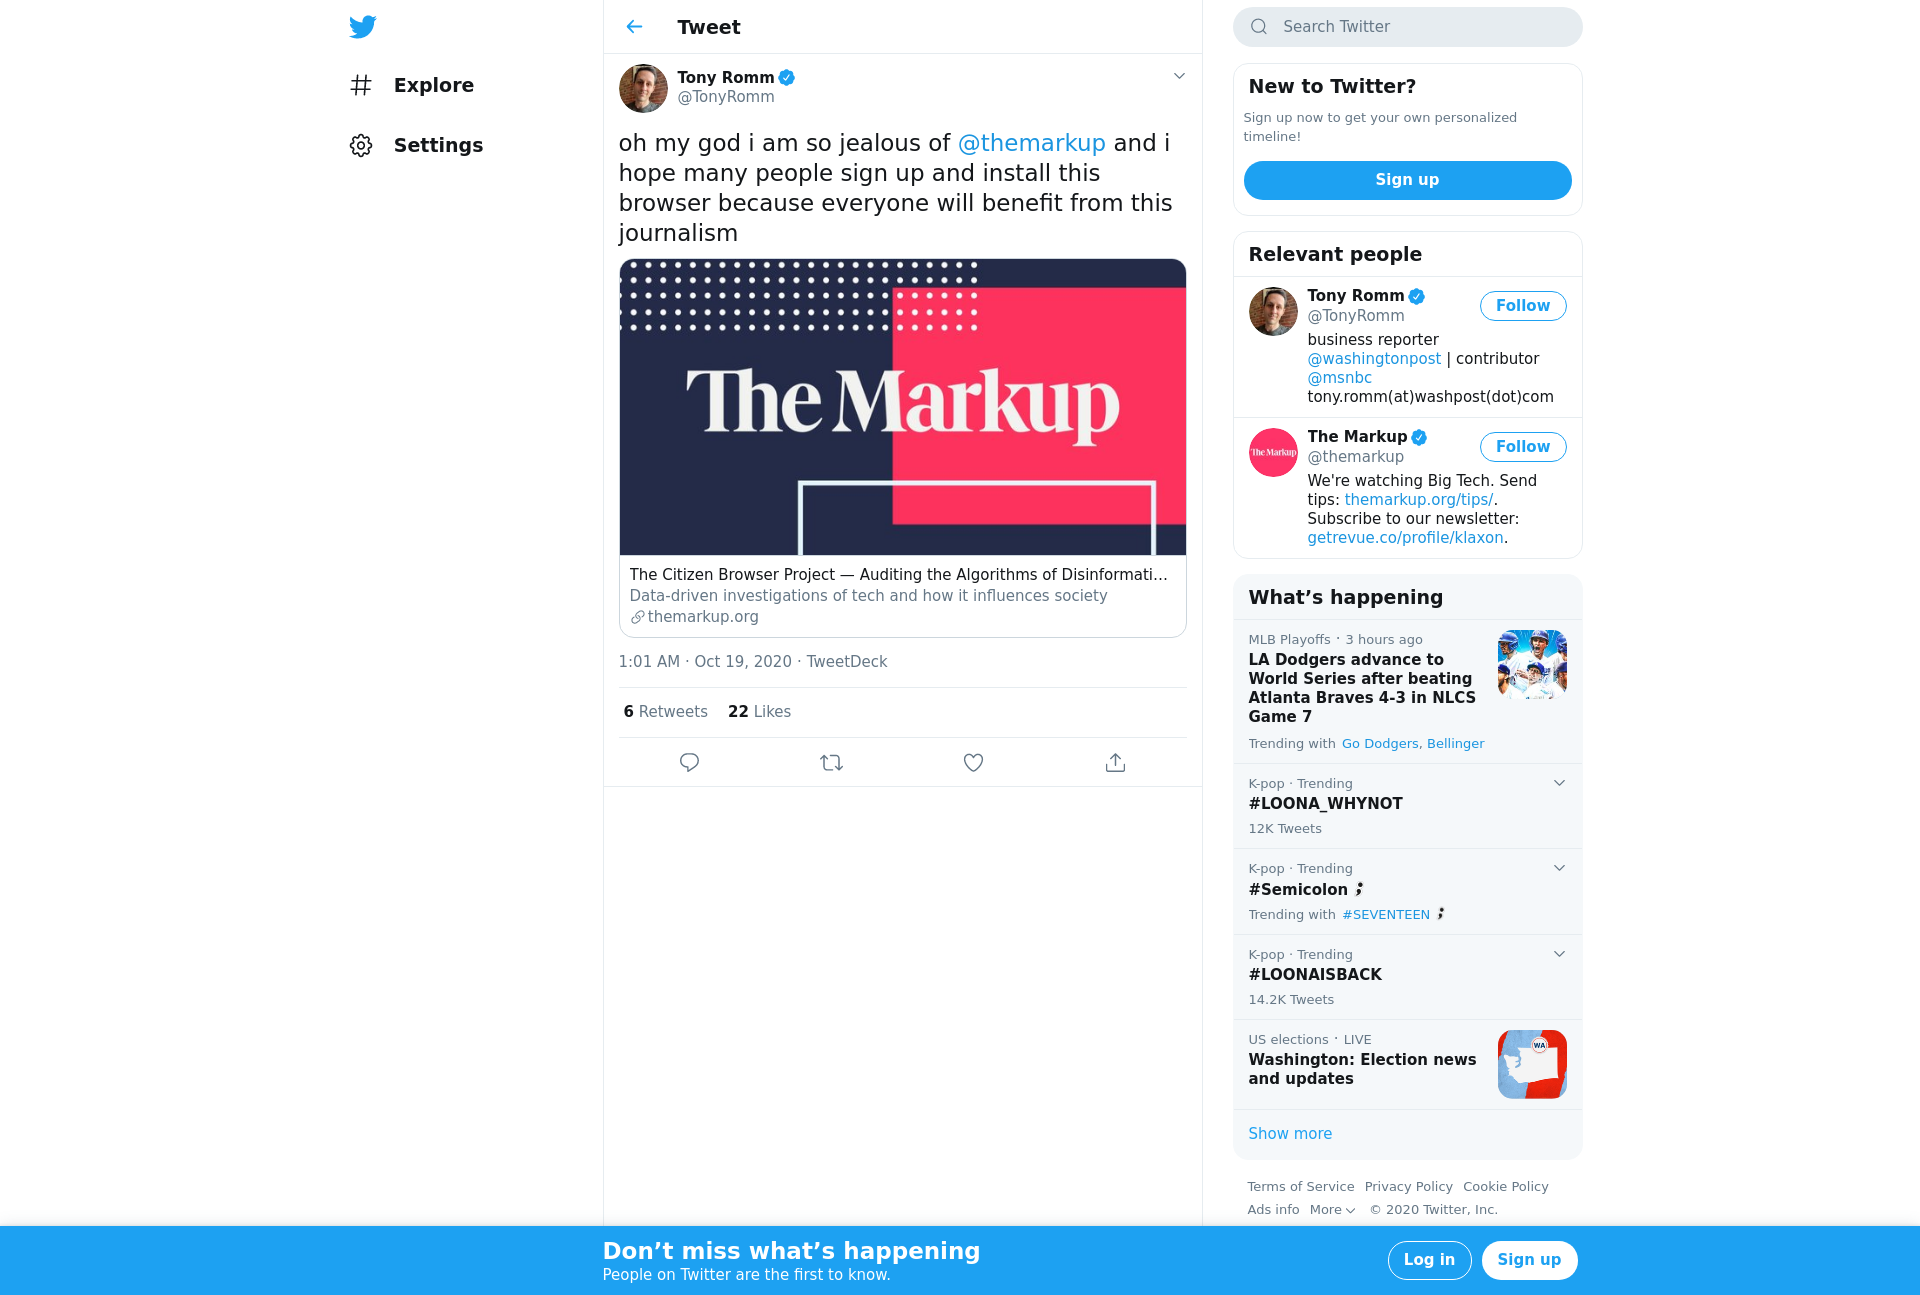 Explore
Settings
Tweet
Tony Romm
@TonyRomm
oh my god i am so jealous of @themarkup and i
hope many people sign up and install this
browser because everyone will benefit from this
journalism
The Markup
The Citizen Browser Project — Auditing the Algorithms of Disinformati…
Data-driven investigations of tech and how it influences society
themarkup.org
1:01 AM · Oct 19, 2020 · TweetDeck
6 Retweets 22 Likes
Search Twitter
New to Twitter?
Sign up now to get your own personalized
timeline!
Sign up
Relevant people
Tony Romm
@TonyRomm
Follow
business reporter
@washingtonpost | contributor
@msnbc
tony.romm(at)washpost(dot)com
The Markup
The Markup
@themarkup
Follow
We're watching Big Tech. Send
tips: themarkup.org/tips/.
Subscribe to our newsletter:
getrevue.co/profile/klaxon.
What’s happening
MLB Playoffs · 3 hours ago
LA Dodgers advance to
World Series after beating
Atlanta Braves 4-3 in NLCS
Game 7
Trending with Go Dodgers, Bellinger
K-pop · Trending
#LOONA_WHYNOT
12K Tweets
K-pop · Trending
#Semicolon
Trending with #SEVENTEEN
K-pop · Trending
#LOONAISBACK
14.2K Tweets
US elections · LIVE
Washington: Election news
and updates
WA
Show more
Terms of Service Privacy Policy Cookie Policy
Ads info More © 2020 Twitter, Inc.
Don’t miss what’s happening
People on Twitter are the first to know.
Log in
Sign up